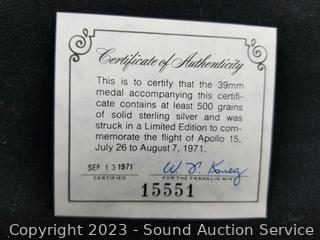 Certificate of Authenticity
This is to certify that the 39mm
medal accompanying this certifi-
cate contains at least 500 grains
of solid sterling silver and was
struck in a Limited Edition to com-
memorate the flight of Apollo 15,
July 26 to August 7, 1971.
SEP 13 1971
CERTIFIED
FOR THE FRANKLIN MINT
15551
Copyright 2023 - Sound Auction Service